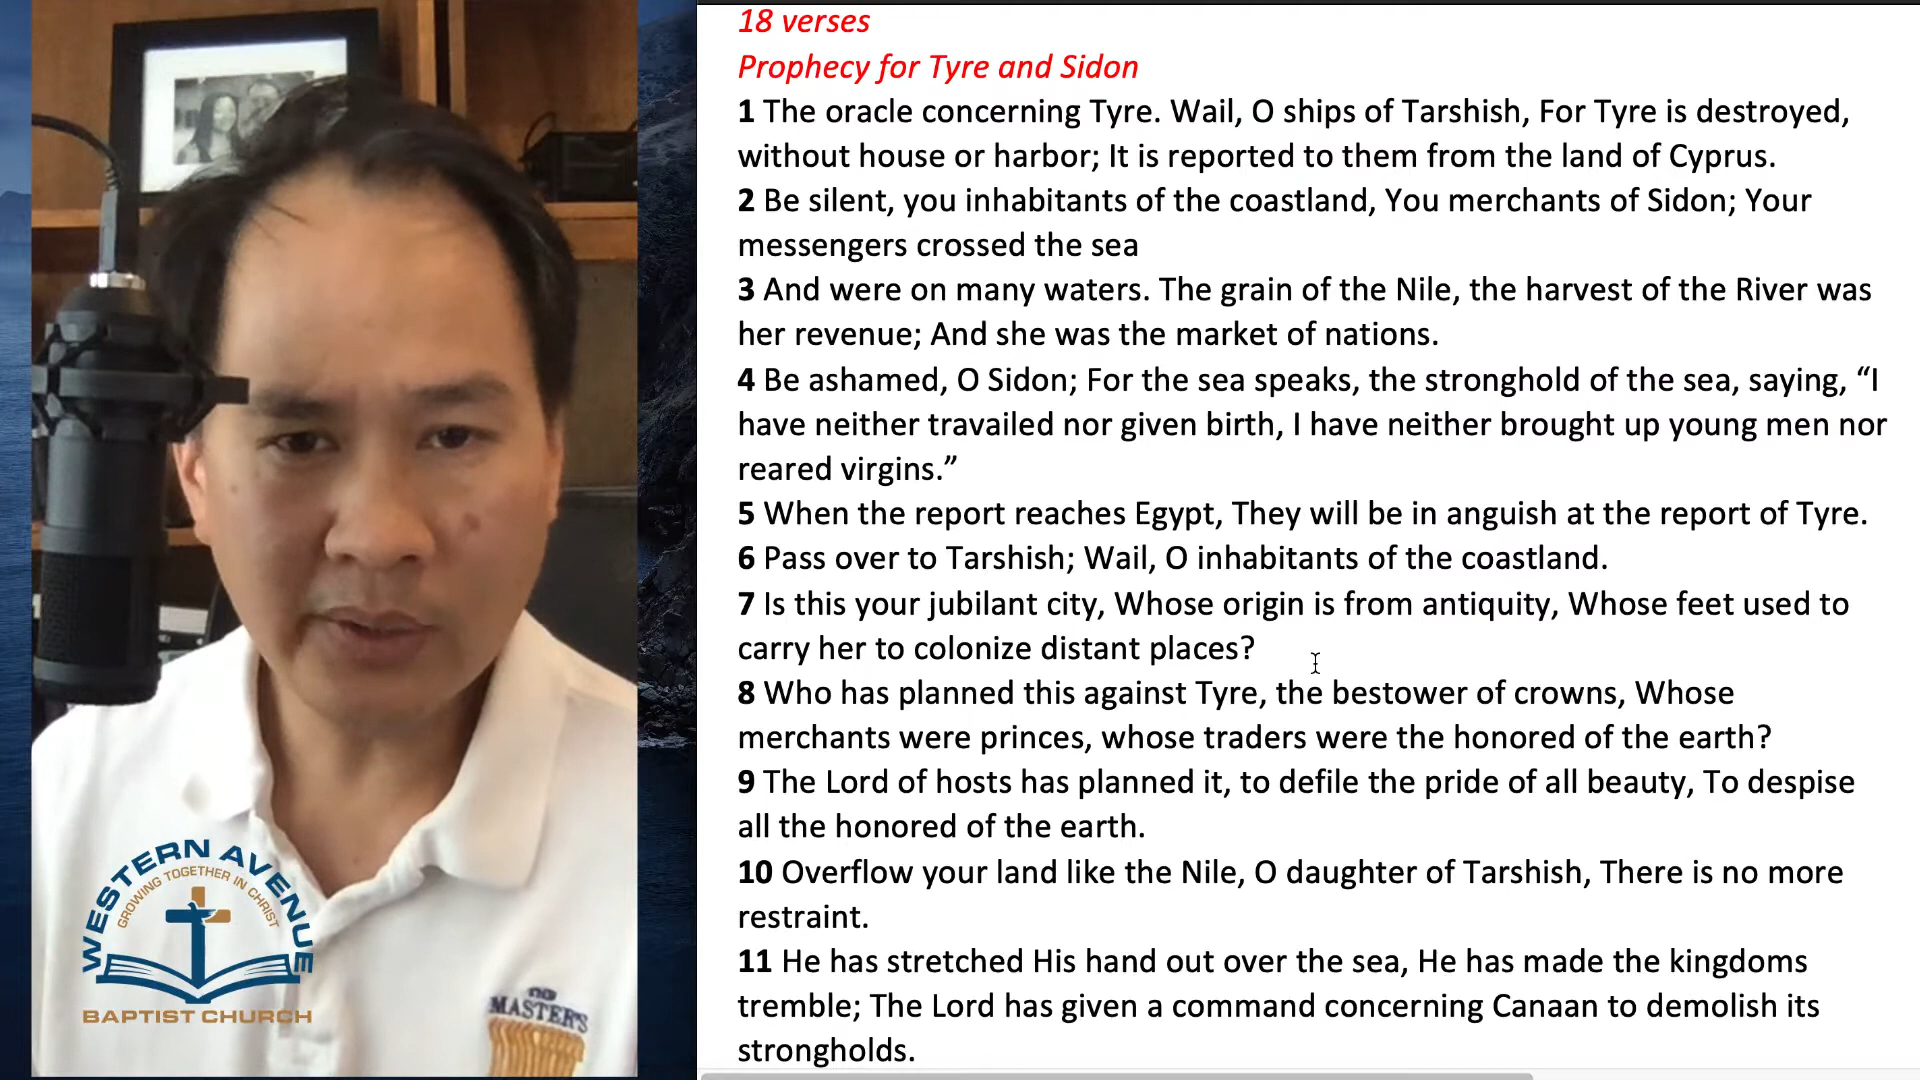 18 verses
Prophecy for Tyre and Sidon
1 The oracle concerning Tyre. Wail, O ships of Tarshish, For Tyre is destroyed,
without house or harbor; It is reported to them from the land of Cyprus.
2 Be silent, you inhabitants of the coastland, You merchants of Sidon; Your
messengers crossed the sea
3 And were on many waters. The grain of the Nile, the harvest of the River was
her revenue; And she was the market of nations.
4 Be ashamed, O Sidon; For the sea speaks, the stronghold of the sea, saying, “I
have neither travailed nor given birth, I have neither brought up young men nor
reared virgins.”
5 When the report reaches Egypt, They will be in anguish at the report of Tyre.
6 Pass over to Tarshish; Wail, O inhabitants of the coastland.
7 Is this your jubilant city, Whose origin is from antiquity, Whose feet used to
carry her to colonize distant places?
8 Who has planned this against Tyre, the bestower of crowns, Whose
merchants were princes, whose traders were the honored of the earth?
9 The Lord of hosts has planned it, to defile the pride of all beauty, To despise
all the honored of the earth.
10 Overflow your land like the Nile, O daughter of Tarshish, There is no more
restraint.
11 He has stretched His hand out over the sea, He has made the kingdoms
tremble; The Lord has given a command concerning Canaan to demolish its
strongholds.
WESTERN AVENUE
GROWING TOGETHER IN CHRIST
BAPTIST CHURCH
MASTER'S